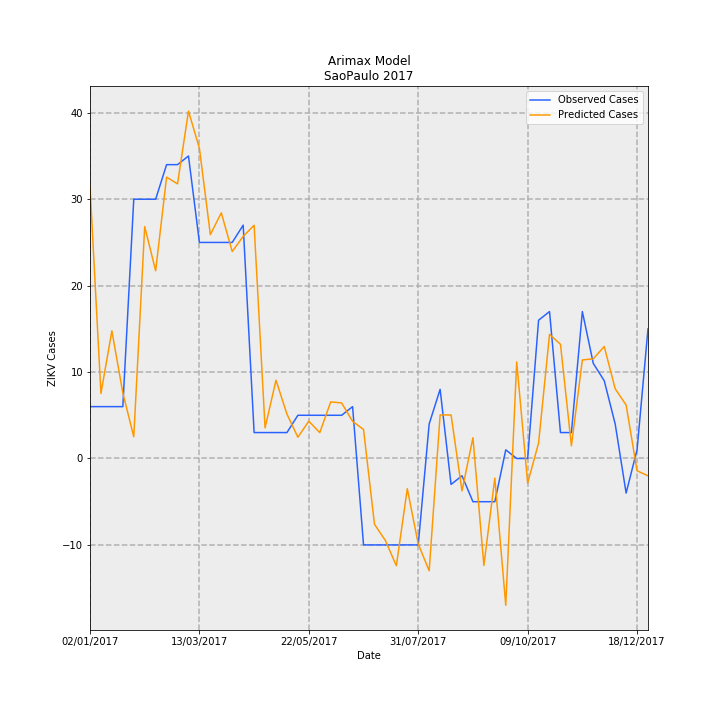 Arimax Model
SaoPaulo 2017
Observed Cases
Predicted Cases
40
30
20
10
0
−10
ZIKV Cases
02/01/2017 13/03/2017 22/05/2017 31/07/2017 09/10/2017 18/12/2017
Date